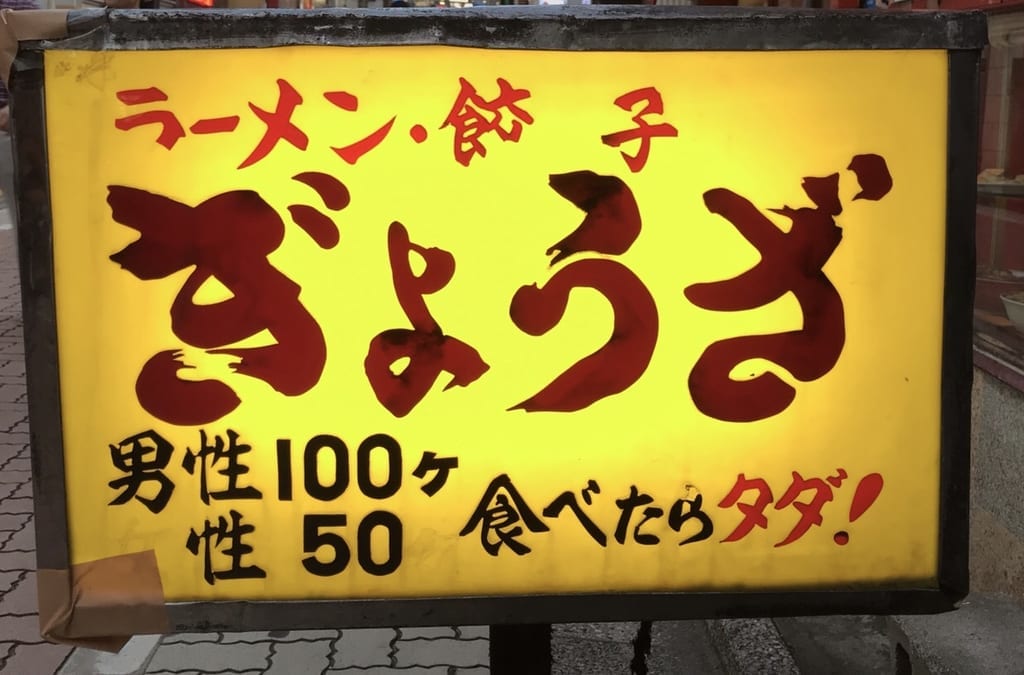 ラーメン・餃子
ぎょうざ
男性100ヶ
性 50
食べたらタダ!